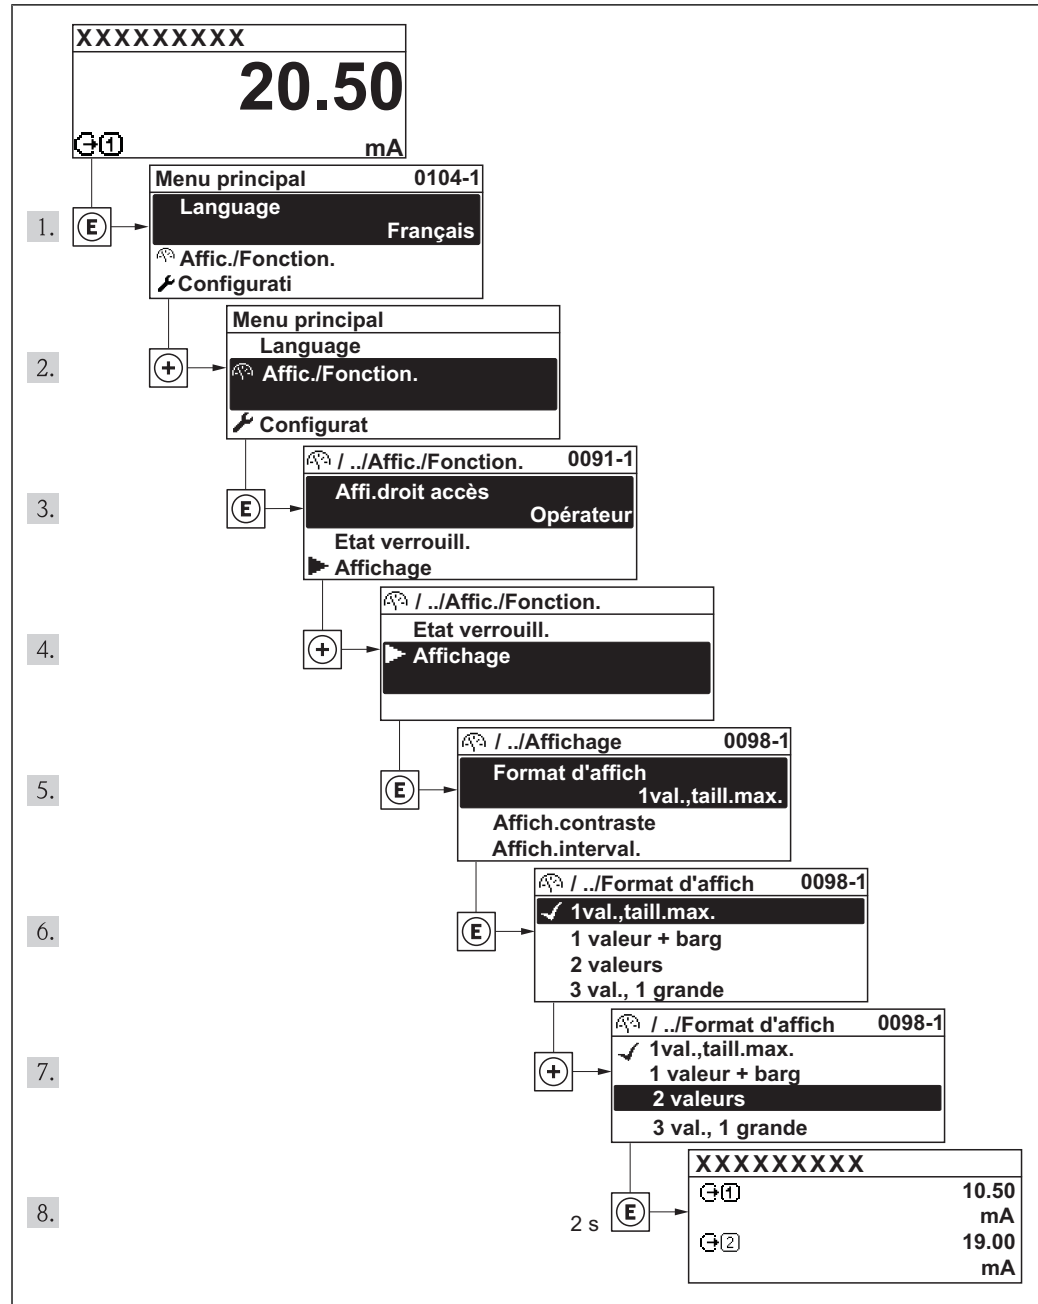 XXXXXXXXX
20.50
1 mA
Menu principal 0104-1
Language
Français
Affic./Fonction.
Configurati
1. E
Menu principal
Language
Affic./Fonction.
Configurat
2. +
/ ../Affic./Fonction. 0091-1
Affi.droit accès
Opérateur
Etat verrouill.
Affichage
3. E
/ ../Affic./Fonction.
Etat verrouill.
Affichage
4. +
/ ../Affichage 0098-1
Format d'affich
1val.,taill.max.
Affich.contraste
Affich.interval.
5. E
/ ../Format d'affich 0098-1
1val.,taill.max.
1 valeur + barg
2 valeurs
3 val., 1 grande
6. E
/ ../Format d'affich 0098-1
1val.,taill.max.
1 valeur + barg
2 valeurs
3 val., 1 grande
7. +
XXXXXXXXX
1 10.50
mA
2 19.00
mA
8. 2 s E